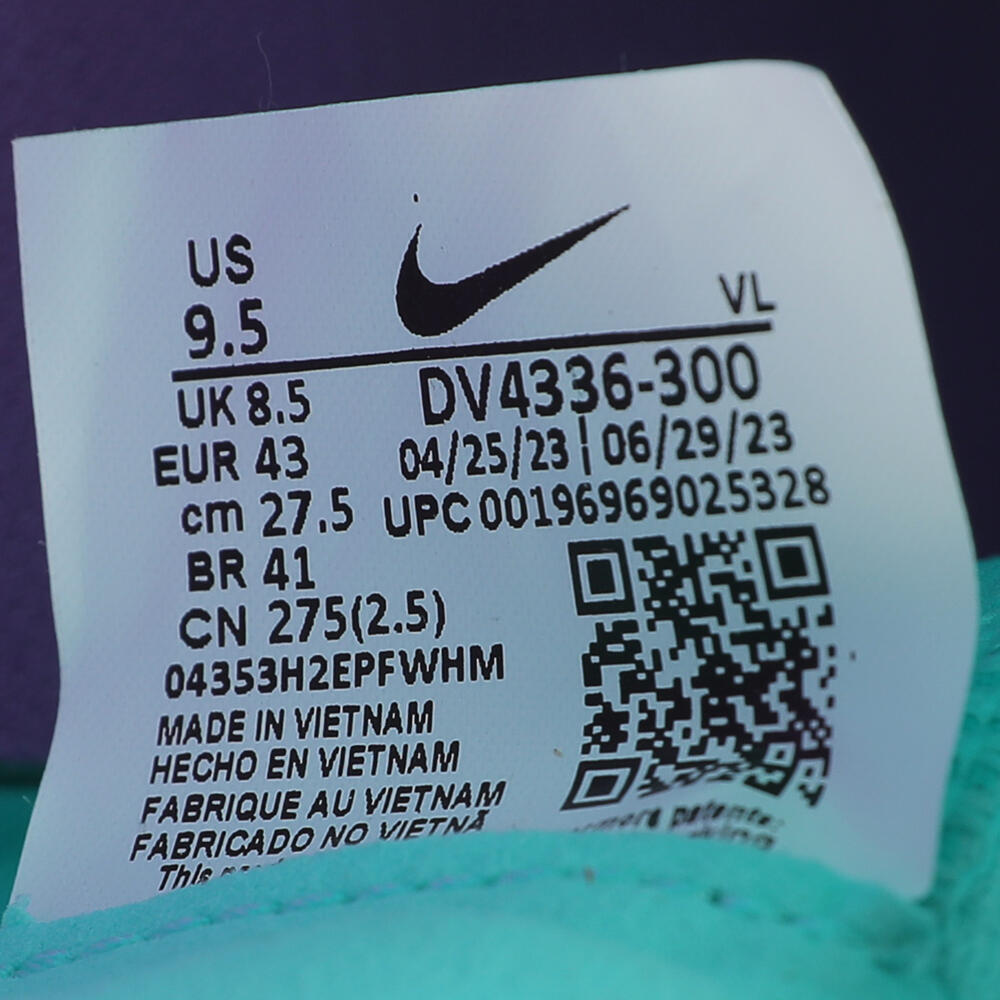 US
9.5
VL
UK 8.5
DV4336-300
EUR 43
04/25/23 | 06/29/23
cm 27.5
UPC 00196969025328
BR 41
CN 275(2.5)
04353H2EPFWHM
MADE IN VIETNAM
HECHO EN VIETNAM
FABRIQUE AU VIETNAM
FABRICADO NO VIETNÃ
This
patents: